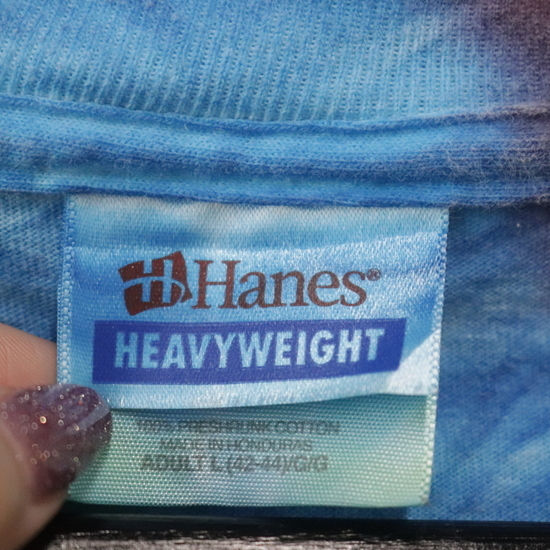 Hanes®
HEAVYWEIGHT
100% PRESHRUNK COTTON
MADE IN HONDURAS
ADULT L (42-44)/G/G